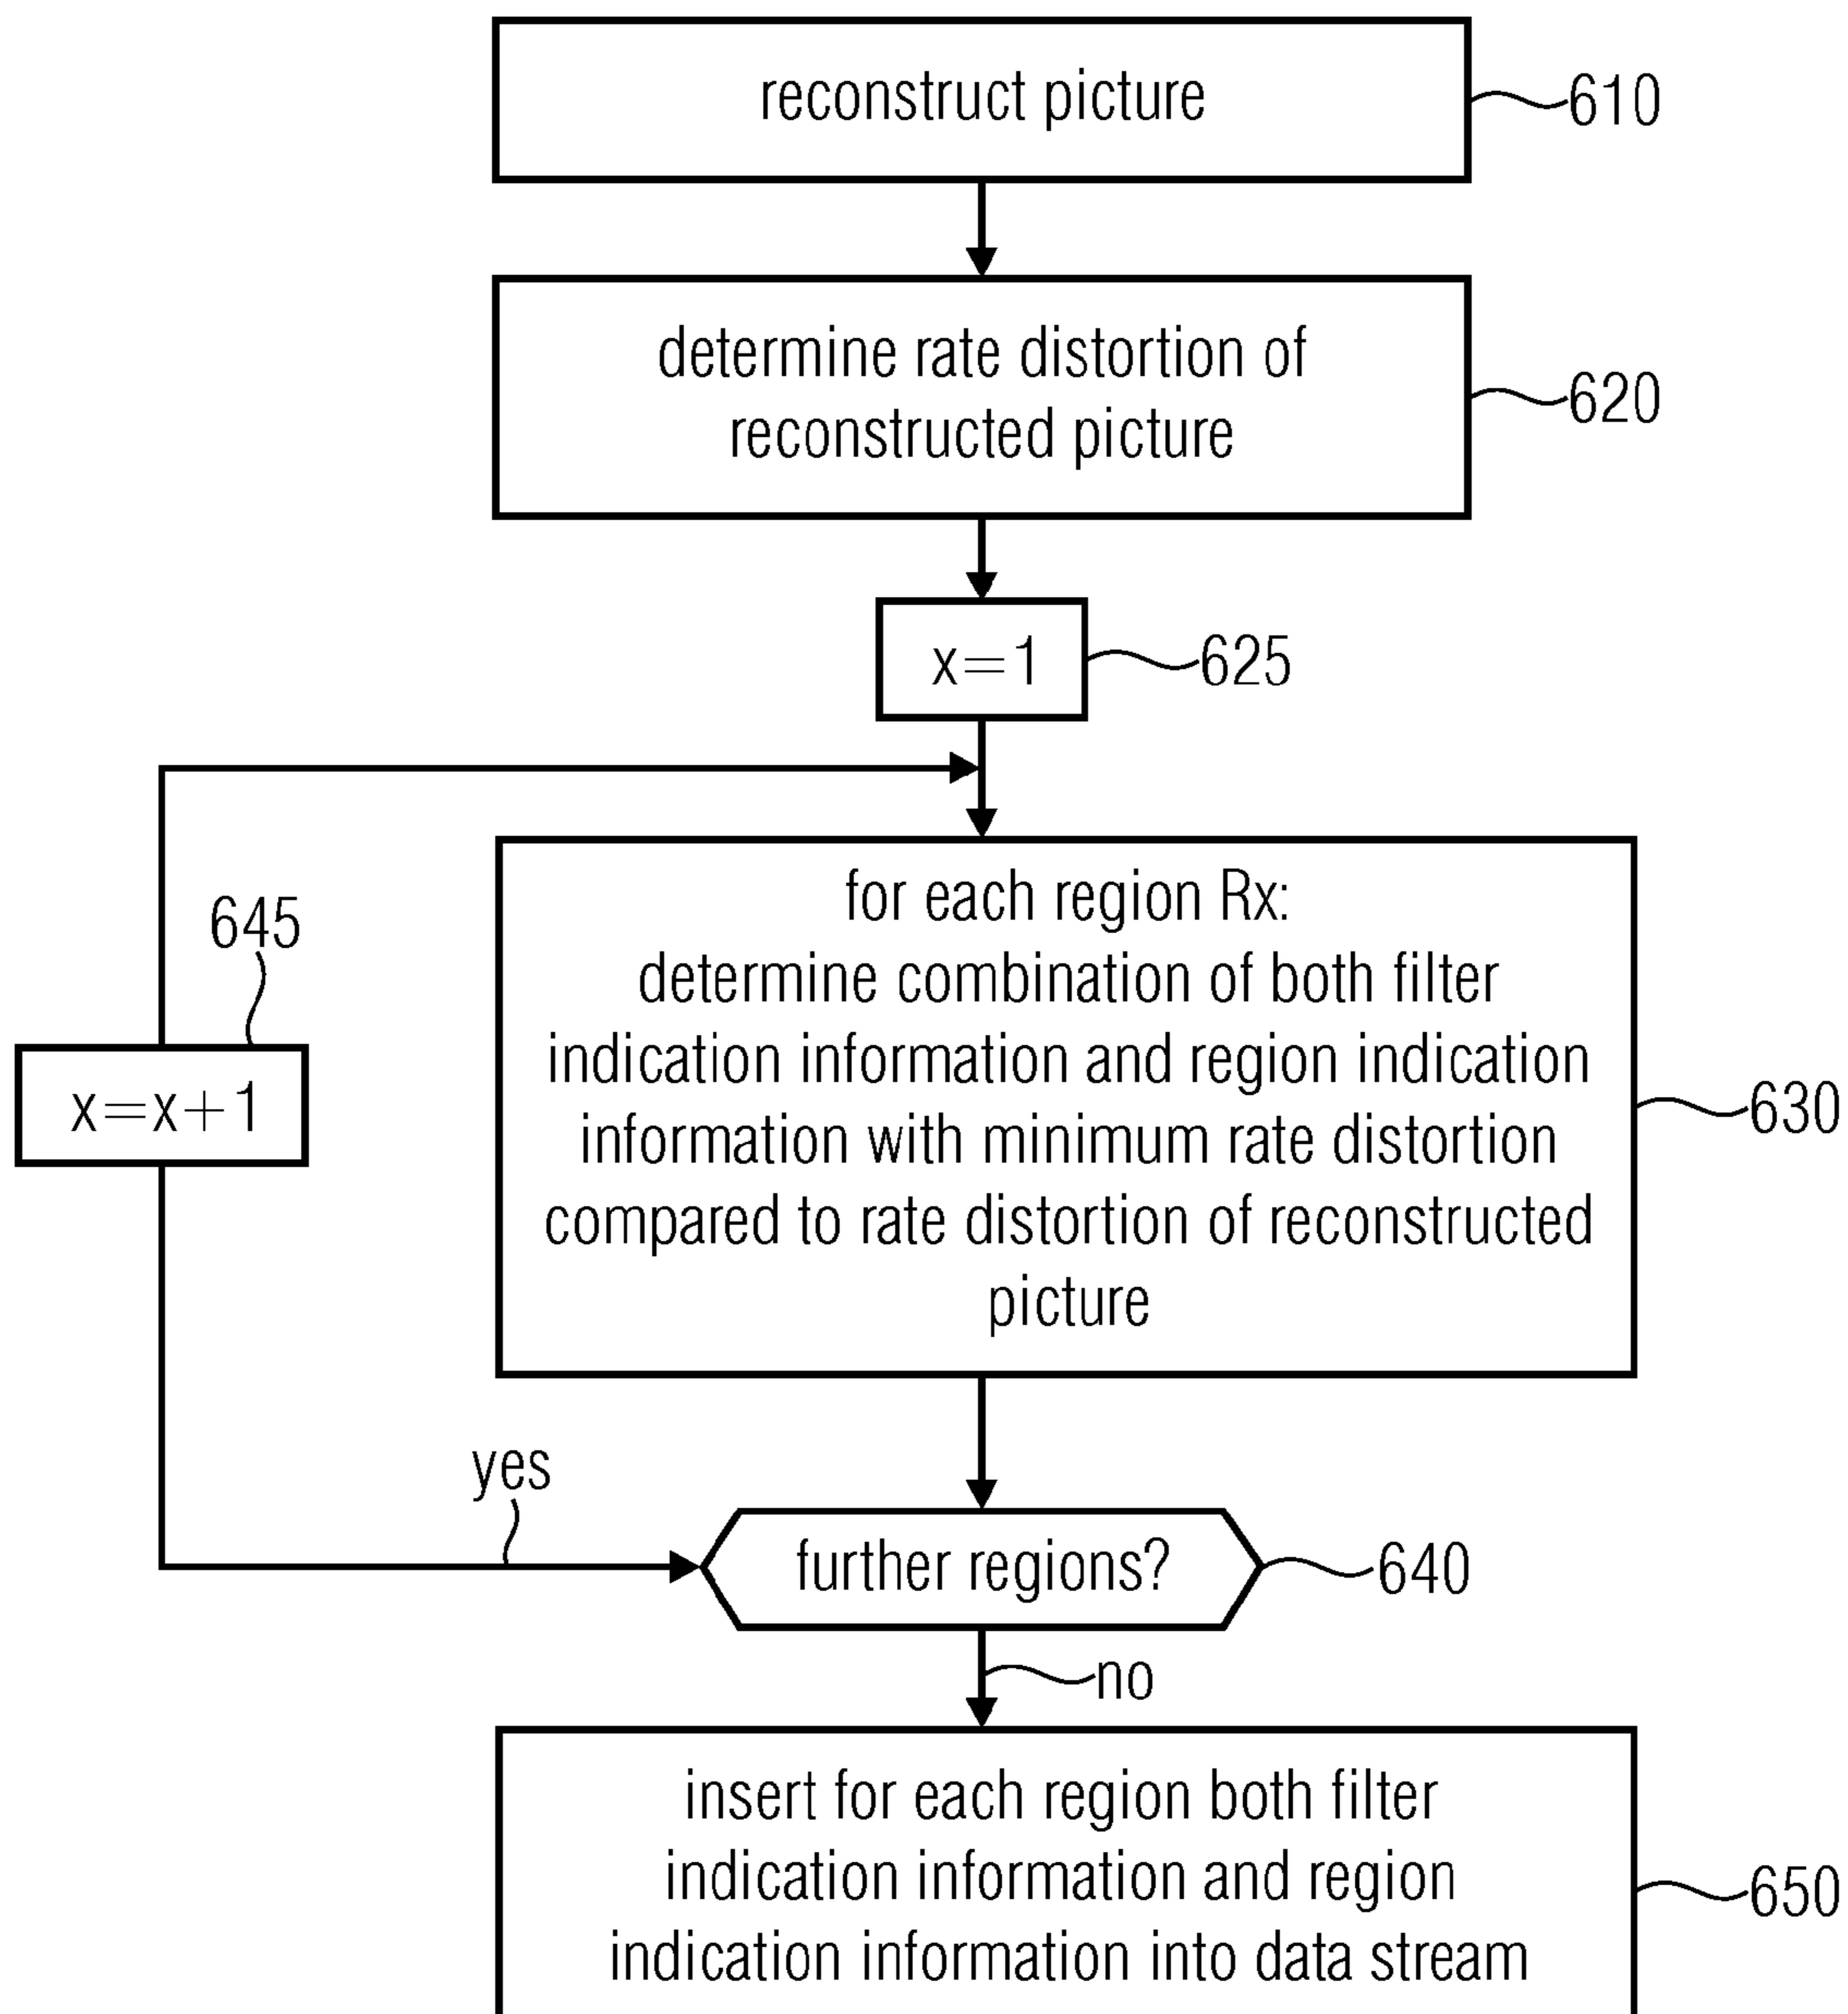 reconstruct picture
610
determine rate distortion of
reconstructed picture
620
x=1
625
for each region Rx:
determine combination of both filter
indication information and region indication
information with minimum rate distortion
compared to rate distortion of reconstructed
picture
630
645
x=x+1
yes
further regions?
640
no
insert for each region both filter
indication information and region
indication information into data stream
650